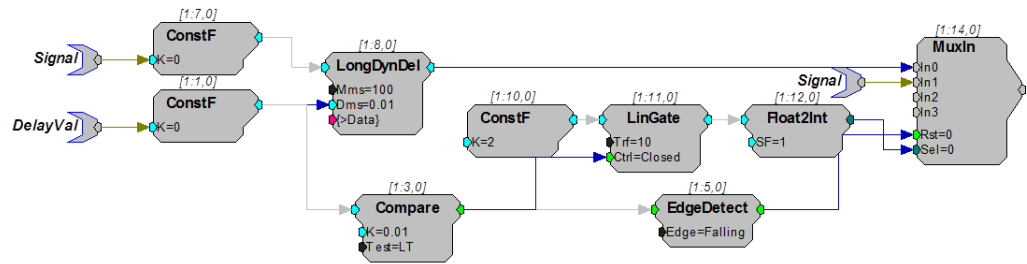 [1:7,0]
ConstF
Signal
K=0
[1:1,0]
ConstF
DelayVal
K=0
[1:8,0]
LongDynDel
Mms=100
Dms=0.01
{>Data}
[1:3,0]
Compare
K=0.01
Test=LT
[1:10,0]
ConstF
K=2
[1:11,0]
LinGate
Trf=10
Ctrl=Closed
[1:12,0]
Float2Int
SF=1
[1:5,0]
EdgeDetect
Edge=Falling
Signal
[1:14,0]
MuxIn
In0
In1
In2
In3
Rst=0
Sel=0